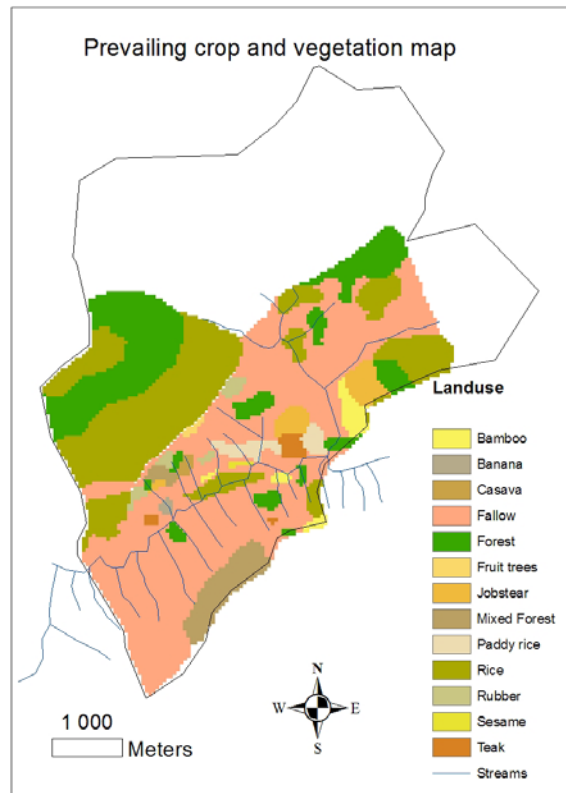 Prevailing crop and vegetation map
Landuse
Bamboo
Banana
Casava
Fallow
Forest
Fruit trees
Jobstear
Mixed Forest
Paddy rice
Rice
Rubber
Sesame
Teak
Streams
N
W E
S
1 000
Meters